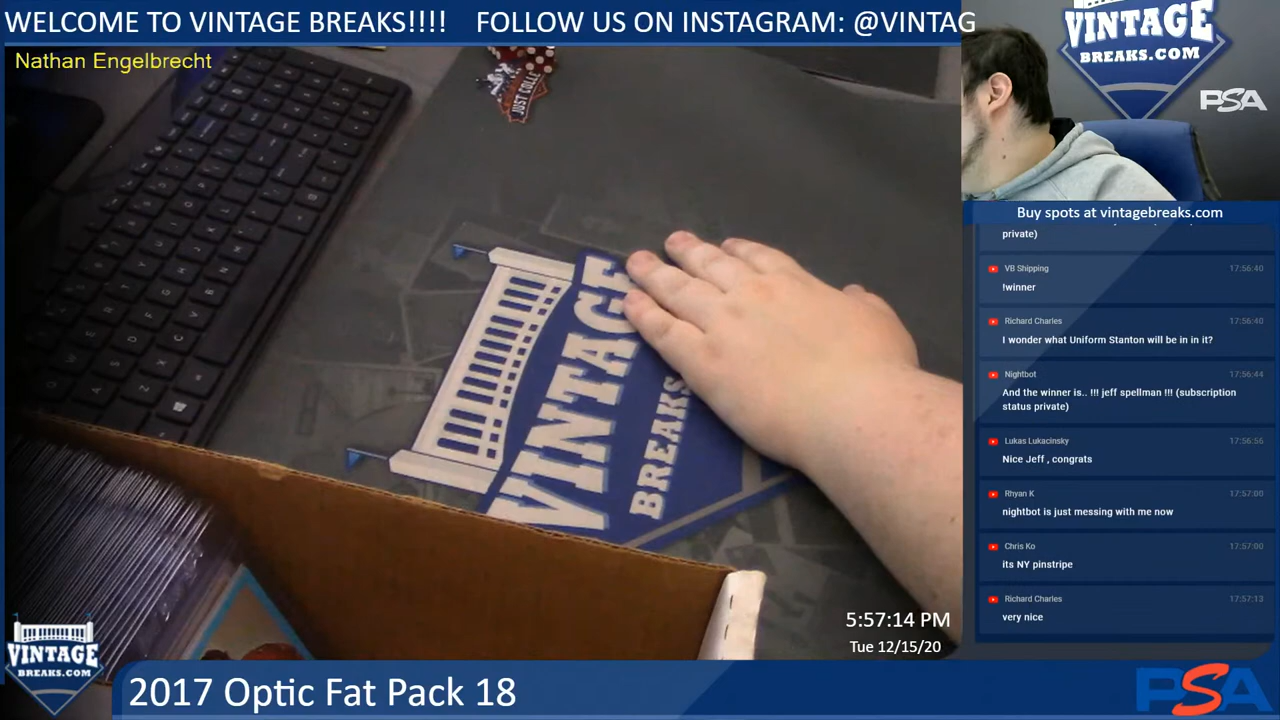 WELCOME TO VINTAGE BREAKS!!!! FOLLOW US ON INSTAGRAM: @VINTAG
Nathan Engelbrecht
JUST COLLE
VINTAGE
BREAKS
VINTAGE
BREAKS.COM
PSA
Buy spots at vintagebreaks.com
private)
VB Shipping 17:56:40
!winner
Richard Charles 17:56:40
I wonder what Uniform Stanton will be in in it?
Nightbot 17:56:44
And the winner is.. !!! jeff spellman !!! (subscription
status private)
Lukas Lukacinsky 17:56:56
Nice Jeff , congrats
Rhyan K 17:57:00
nightbot is just messing with me now
Chris Ko 17:57:00
its NY pinstripe
Richard Charles 17:57:13
very nice
5:57:14 PM
Tue 12/15/20
VINTAGE
BREAKS.COM
2017 Optic Fat Pack 18
PSA